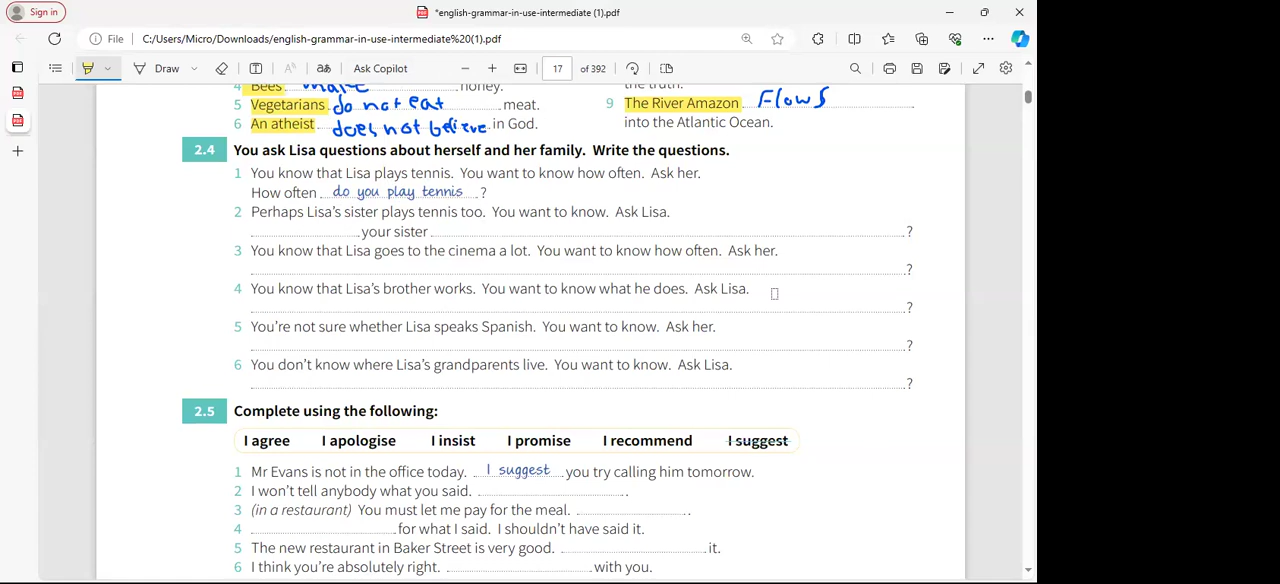 Sign in
*english-grammar-in-use-intermediate (1).pdf
File C:/Users/Micro/Downloads/english-grammar-in-use-intermediate%20(1).pdf
Draw Ask Copilot 17 of 392
4 Bees make honey.
the truth.
5 Vegetarians do not eat meat.
9 The River Amazon Flows
6 An atheist does not believe in God.
into the Atlantic Ocean.
2.4 You ask Lisa questions about herself and her family. Write the questions.
1 You know that Lisa plays tennis. You want to know how often. Ask her.
How often do you play tennis ?
2 Perhaps Lisa's sister plays tennis too. You want to know. Ask Lisa.
your sister ?
3 You know that Lisa goes to the cinema a lot. You want to know how often. Ask her.
?
4 You know that Lisa's brother works. You want to know what he does. Ask Lisa.
?
5 You're not sure whether Lisa speaks Spanish. You want to know. Ask her.
?
6 You don't know where Lisa's grandparents live. You want to know. Ask Lisa.
?
2.5 Complete using the following:
I agree I apologise I insist I promise I recommend I suggest
1 Mr Evans is not in the office today. I suggest you try calling him tomorrow.
2 I won't tell anybody what you said. .
3 (in a restaurant) You must let me pay for the meal. .
4 for what I said. I shouldn't have said it.
5 The new restaurant in Baker Street is very good. it.
6 I think you're absolutely right. with you.